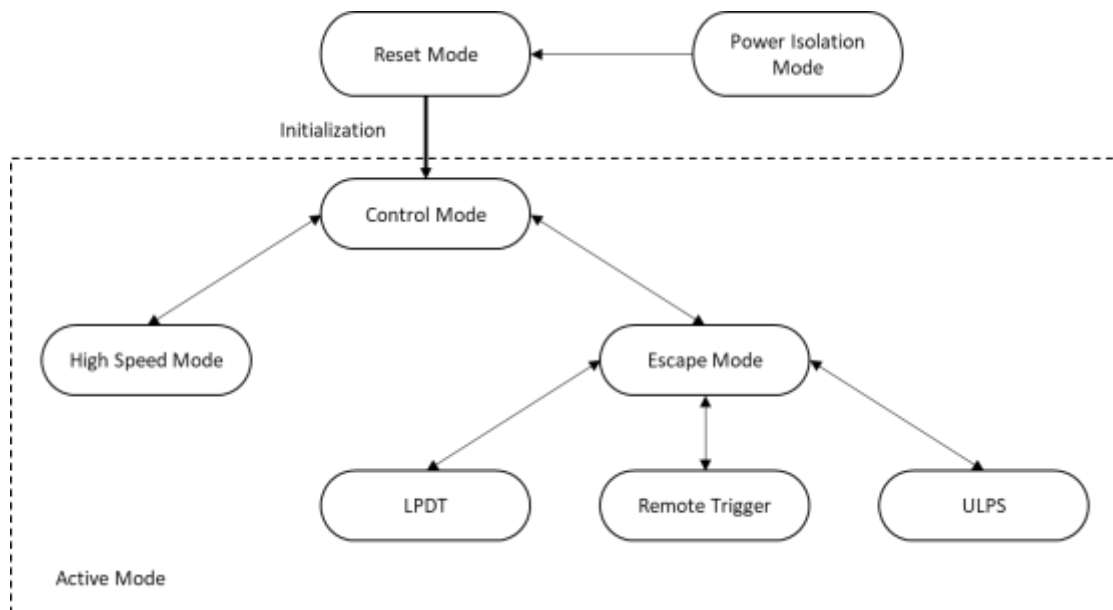 Reset Mode
Power Isolation
Mode
Initialization
Control Mode
High Speed Mode
Escape Mode
LPDT
Remote Trigger
ULPS
Active Mode